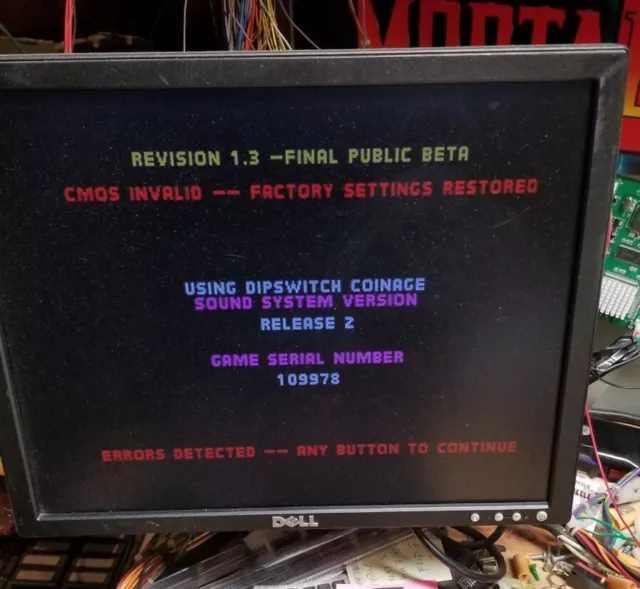 MORTAL
REVISION 1.3 –FINAL PUBLIC BETA
CMOS INVALID –– FACTORY SETTINGS RESTORED
USING DIPSWITCH COINAGE
SOUND SYSTEM VERSION
RELEASE 2
GAME SERIAL NUMBER
109978
ERRORS DETECTED –– ANY BUTTON TO CONTINUE
DELL